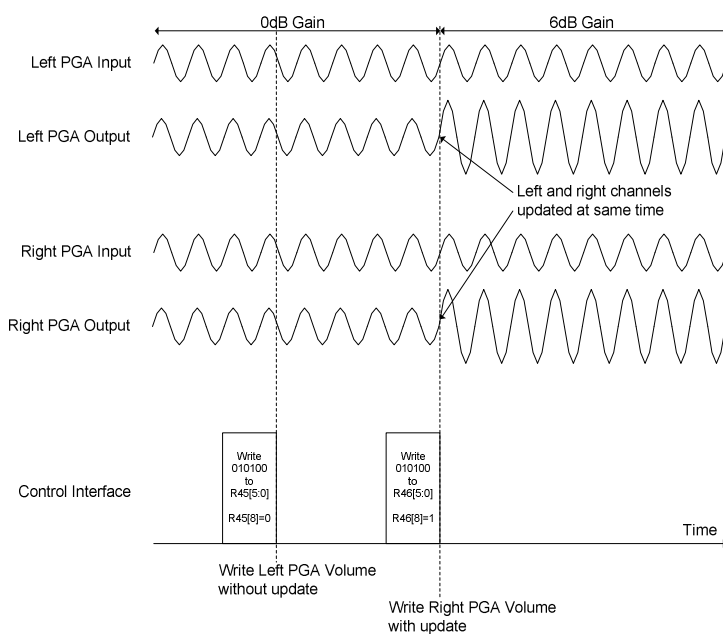 0dB Gain
6dB Gain
Left PGA Input
Left PGA Output
Left and right channels
updated at same time
Right PGA Input
Right PGA Output
Write
010100
to
R45[5:0]
R45[8]=0
Write
010100
to
R46[5:0]
R46[8]=1
Control Interface
Time
Write Left PGA Volume
without update
Write Right PGA Volume
with update